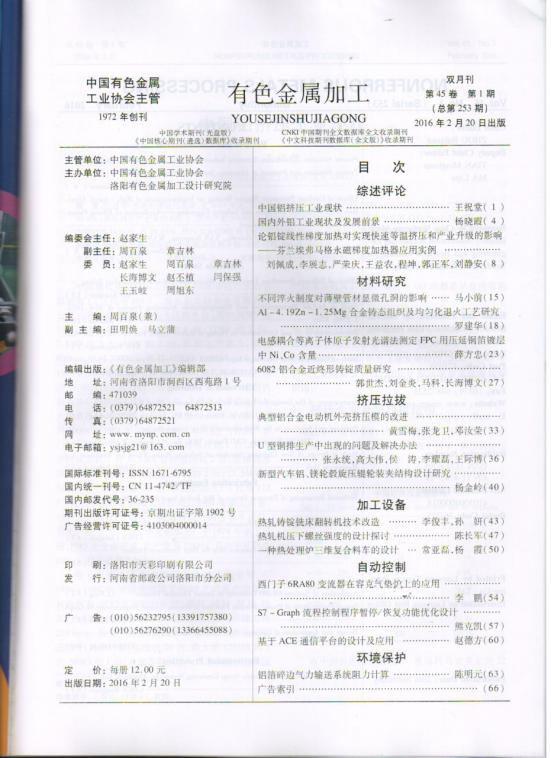 中国有色金属
工业协会主管
1972 年创刊
有色金属加工
YOUSEJINSHUJIAGONG
双月刊
第 45 卷 第 1 期
(总第 253 期)
2016 年 2 月 20 日出版
中国学术期刊(光盘版)
《中国核心期刊(遴选)数据库》收录期刊
CNKI 中国期刊全文数据库全文收录期刊
《中文科技期刊数据库(全文版)》收录期刊
主管单位：中国有色金属工业协会
主办单位：中国有色金属工业协会
洛阳有色金属加工设计研究院
编委会主任：赵家生
副主任：周百泉 章吉林
委 员：赵家生 周百泉 章吉林
长海博文 赵丕植 闫保强
王玉岐 周旭东
主 编：周百泉(兼)
副 主 编：田明焕 马立蒲
编辑出版：《有色金属加工》编辑部
地 址：河南省洛阳市涧西区西苑路 1 号
邮 编：471039
电 话：(0379)64872521 64872513
传 真：(0379)64872521
网 址：www. mynp. com. cn
电子邮箱：ysjsjg21@163. com
国际标准刊号：ISSN 1671-6795
国内统一刊号：CN 11-4742/TF
国内邮发代号：36-235
期刊出版许可证号：京期出证字第 1902 号
广告经营许可证号：4103004000014
印 刷：洛阳市天彩印刷有限公司
发 行：河南省邮政公司洛阳市分公司
广 告：(010)56232795(13391757380)
(010)56276290(13366455088)
定 价：每册 12.00 元
出版日期：2016 年 2 月 20 日
目 次
综述评论
中国铝挤压工业现状 ………………………… 王祝堂( 1 )
国内外铝工业现状及发展前景 ……………… 杨晓霞( 4 )
论铝锭线性梯度加热对实现快速等温挤压和产业升级的影响
——芬兰埃弗马格永磁梯度加热器应用实例 ……………
刘佩成,李展志,严荣庆,王益农,程坤,郭正军,刘静安( 8 )
材料研究
不同淬火制度对薄壁管材显微孔洞的影响 …… 马小前(15)
Al－4.19Zn－1.25Mg 合金铸态组织及均匀化退火工艺研究
……………………………………………… 罗建华(18)
电感耦合等离子体原子发射光谱法测定 FPC 用压延铜箔镀层
中 Ni、Co 含量 ……………………………… 薛方忠(23)
6082 铝合金近终形铸锭质量研究 ………………………
………………… 郭世杰,刘金炎,马科,长海博文(27)
挤压拉拔
典型铝合金电动机外壳挤压模的改进 ……………………
…………………………… 黄雪梅,张龙卫,邓汝荣(33)
U 型铜排生产中出现的问题及解决办法 …………………
………… 张永统,高大伟,侯 涛,李耀磊,王际博(36)
新型汽车铝、镁轮毂旋压辊轮装夹结构设计研究 …………
……………………………………………… 杨金岭(40)
加工设备
热轧铸锭铣床翻转机技术改造 ……… 李俊丰,孙 妍(43)
热轧机压下螺丝强度的设计探讨 …………… 陈长军(47)
一种热处理炉三维复合料车的设计 … 常亚磊,杨 霞(50)
自动控制
西门子 6RA80 变流器在容克气垫炉上的应用 ……………
……………………………………………… 李 鹏(54)
S7－Graph 流程控制程序暂停/恢复功能优化设计 …………
……………………………………………… 熊克凯(57)
基于 ACE 通信平台的设计及应用 ………… 赵德方(60)
环境保护
铝箔碎边气力输送系统阻力计算 …………… 陈明元(63)
广告索引 ……………………………………………… (66)